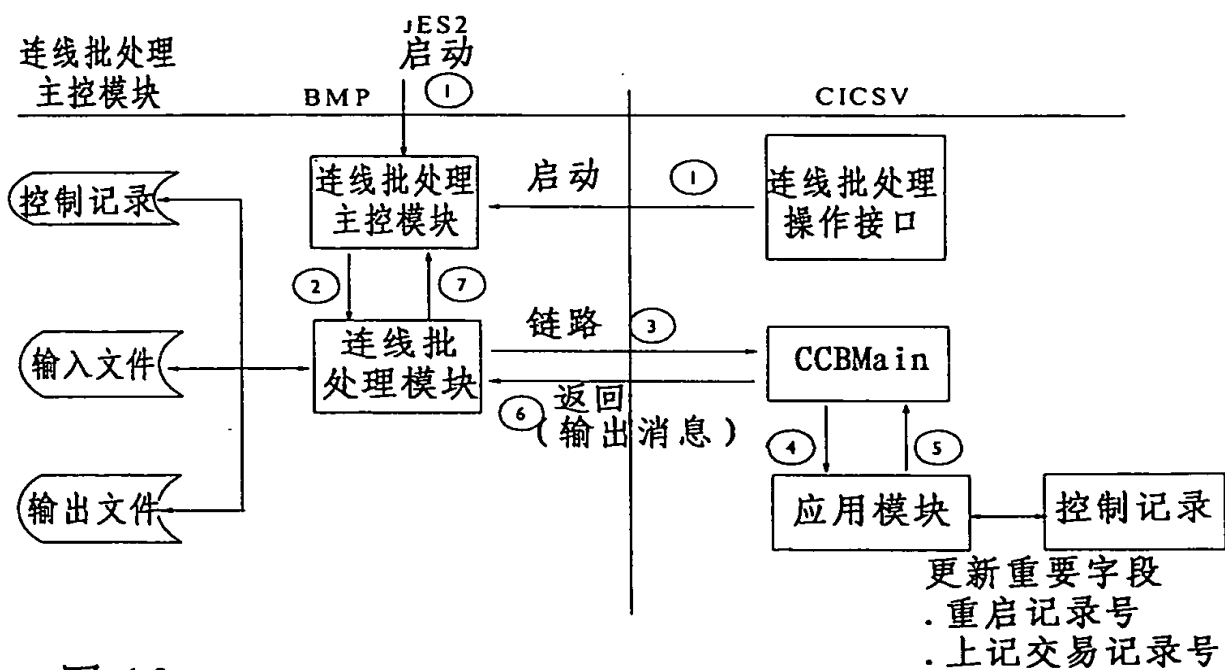 JES2
启动
连线批处理
主控模块
BMP
①
CICSV
连线批处理
主控模块
启动
①
连线批处理
操作接口
控制记录
②
⑦
链路
③
输入文件
连线批
处理模块
CCBMain
⑥
返回
(输出消息)
④
⑤
输出文件
应用模块
控制记录
更新重要字段
.重启记录号
.上记交易记录号